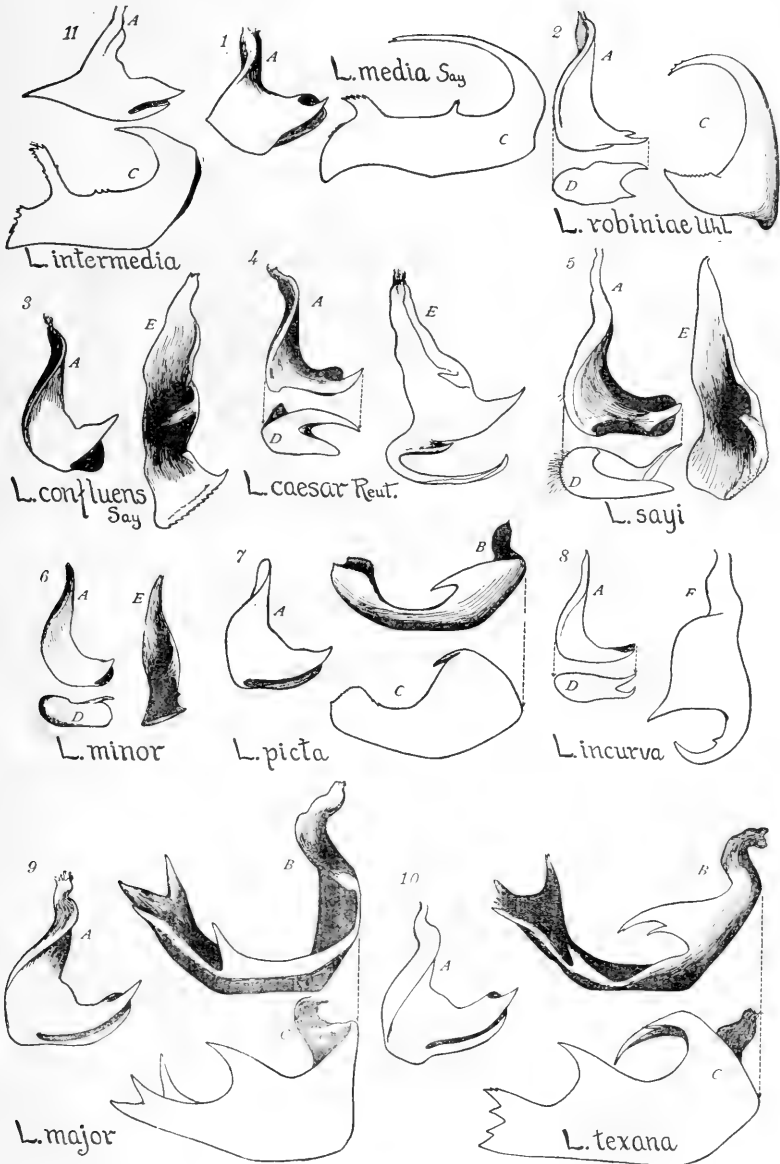 11
A
C
L. intermedia
1
A
L. media Say
C
2
A
C
D
L. robiniae Uhl.
3
A
E
L. confluens
Say
4
A
E
D
L. caesar Reut.
5
A
E
D
L. sayi
6
A
E
D
L. minor
7
A
B
C
L. picta
8
A
E
D
L. incurva
9
A
B
C
L. major
10
A
B
C
L. texana